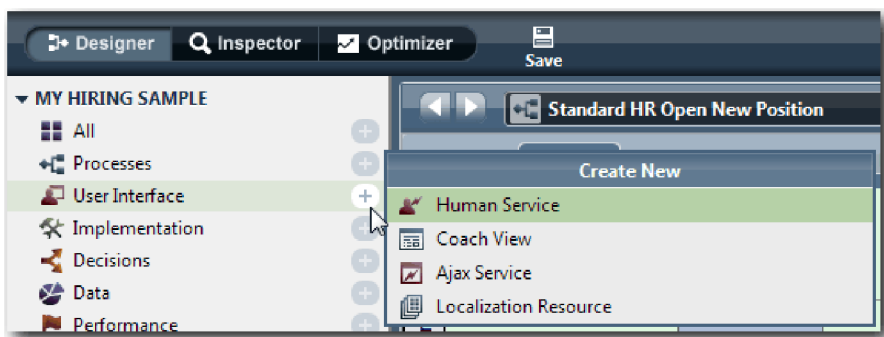 Designer Inspector Optimizer
Save
MY HIRING SAMPLE
All
Processes
User Interface
Implementation
Decisions
Data
Performance
Standard HR Open New Position
Create New
Human Service
Coach View
Ajax Service
Localization Resource